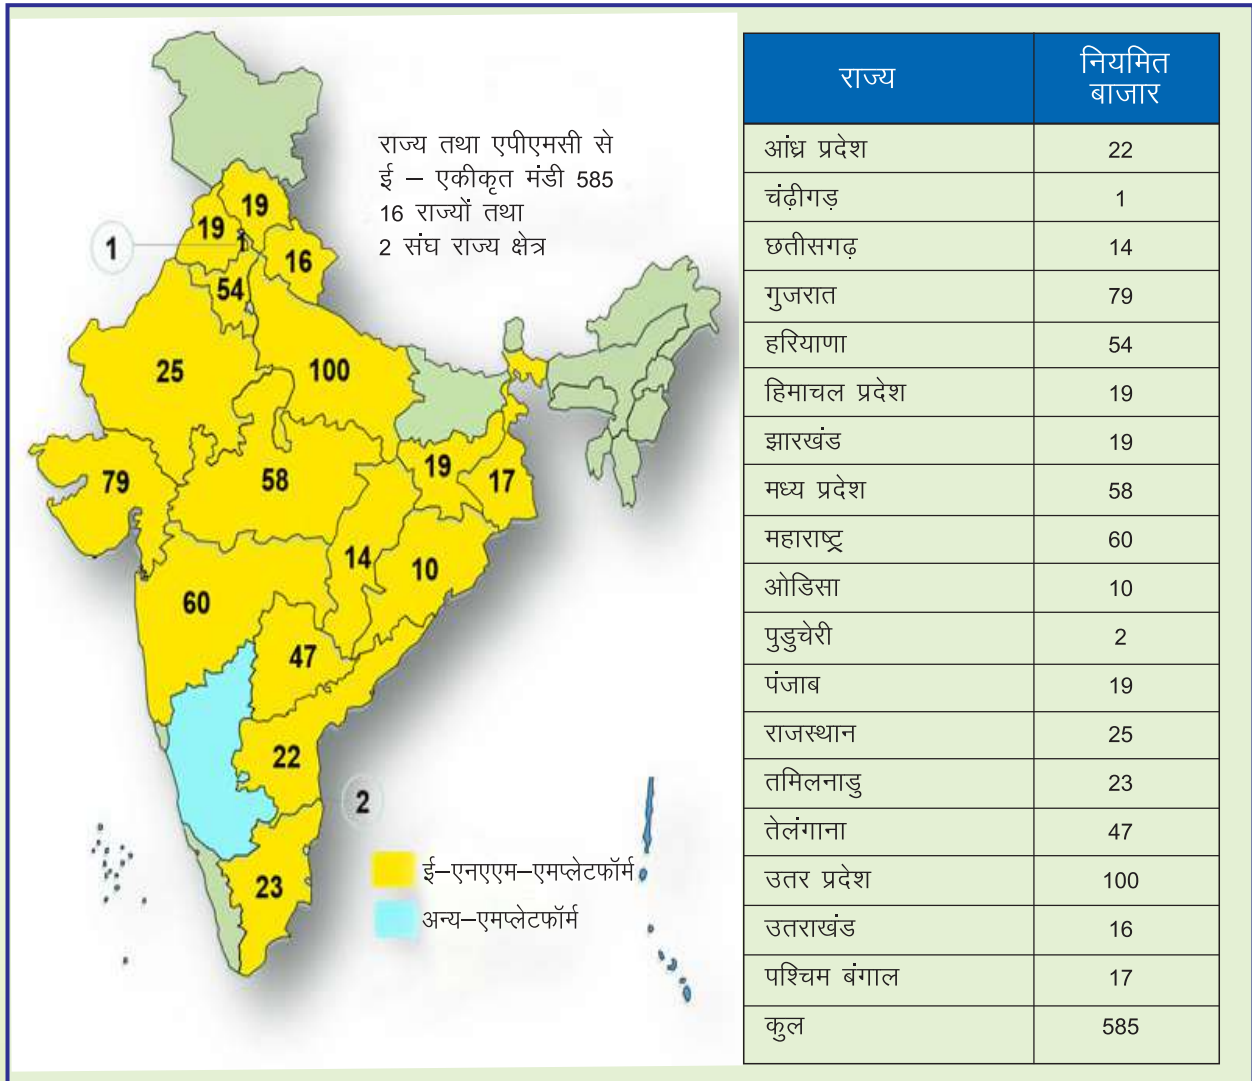 राज्य तथा एपीएमसी से
ई – एकीकृत मंडी 585
16 राज्यों तथा
2 संघ राज्य क्षेत्र
19
19
1
1
16
54
25
100
79
58
19
17
14
10
60
47
22
2
23
ई–एनएएम–एमप्लेटफॉर्म
अन्य–एमप्लेटफॉर्म
राज्य नियमित बाजार
आंध्र प्रदेश 22
चंढ़ीगड़ 1
छतीसगढ़ 14
गुजरात 79
हरियाणा 54
हिमाचल प्रदेश 19
झारखंड 19
मध्य प्रदेश 58
महाराष्ट्र 60
ओडिसा 10
पुडुचेरी 2
पंजाब 19
राजस्थान 25
तमिलनाडु 23
तेलंगाना 47
उतर प्रदेश 100
उतराखंड 16
पश्चिम बंगाल 17
कुल 585